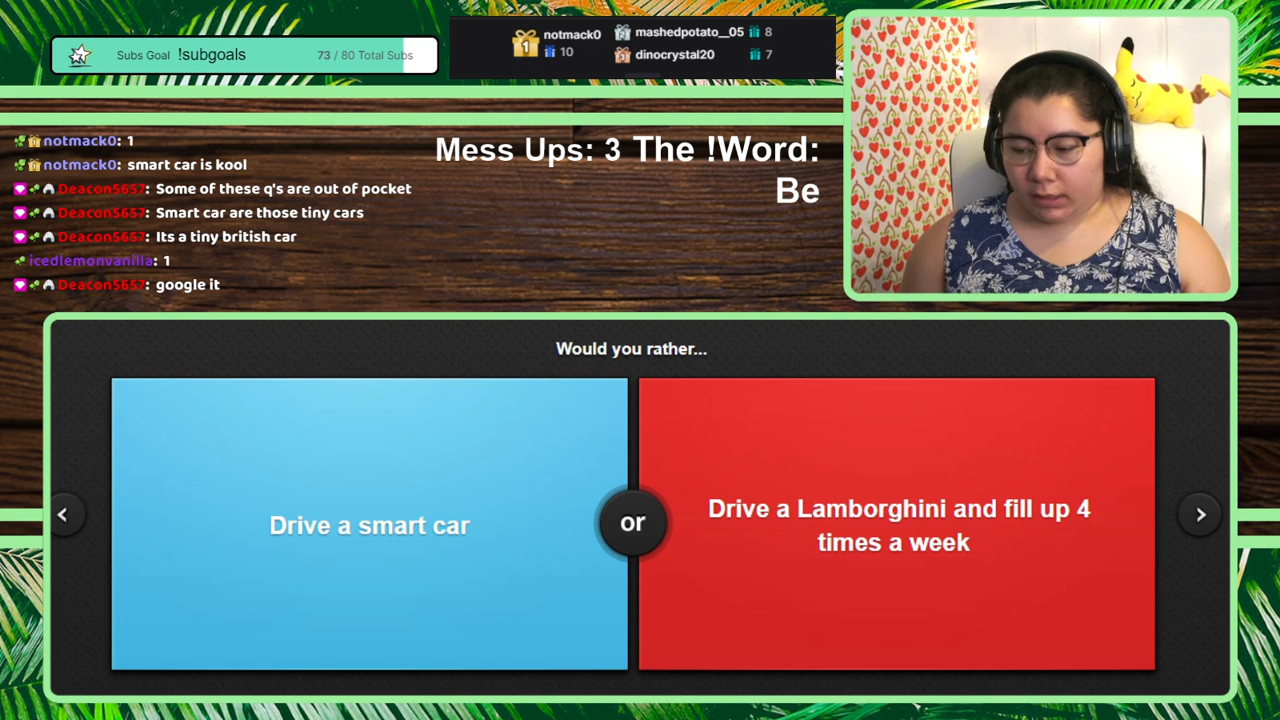 Subs Goal !subgoals 73 / 80 Total Subs
1 notmack0 10
mashedpotato__05 8
dinocrystal20 7
notmack0: 1
notmack0: smart car is kool
Deacon5657: Some of these q's are out of pocket
Deacon5657: Smart car are those tiny cars
Deacon5657: Its a tiny british car
icedlemonvanilla: 1
Deacon5657: google it
Mess Ups: 3 The !Word:
Be
Would you rather...
Drive a smart car
or
Drive a Lamborghini and fill up 4
times a week